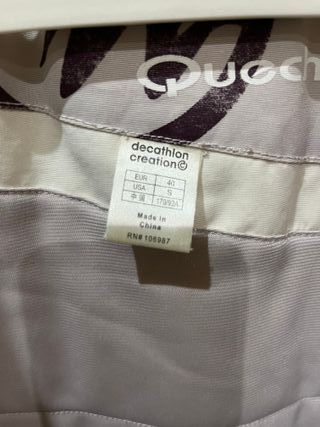 Quech
decathlon
creation©
EUR 40
USA S
中国 170/92A
Made in
China
RN# 106987